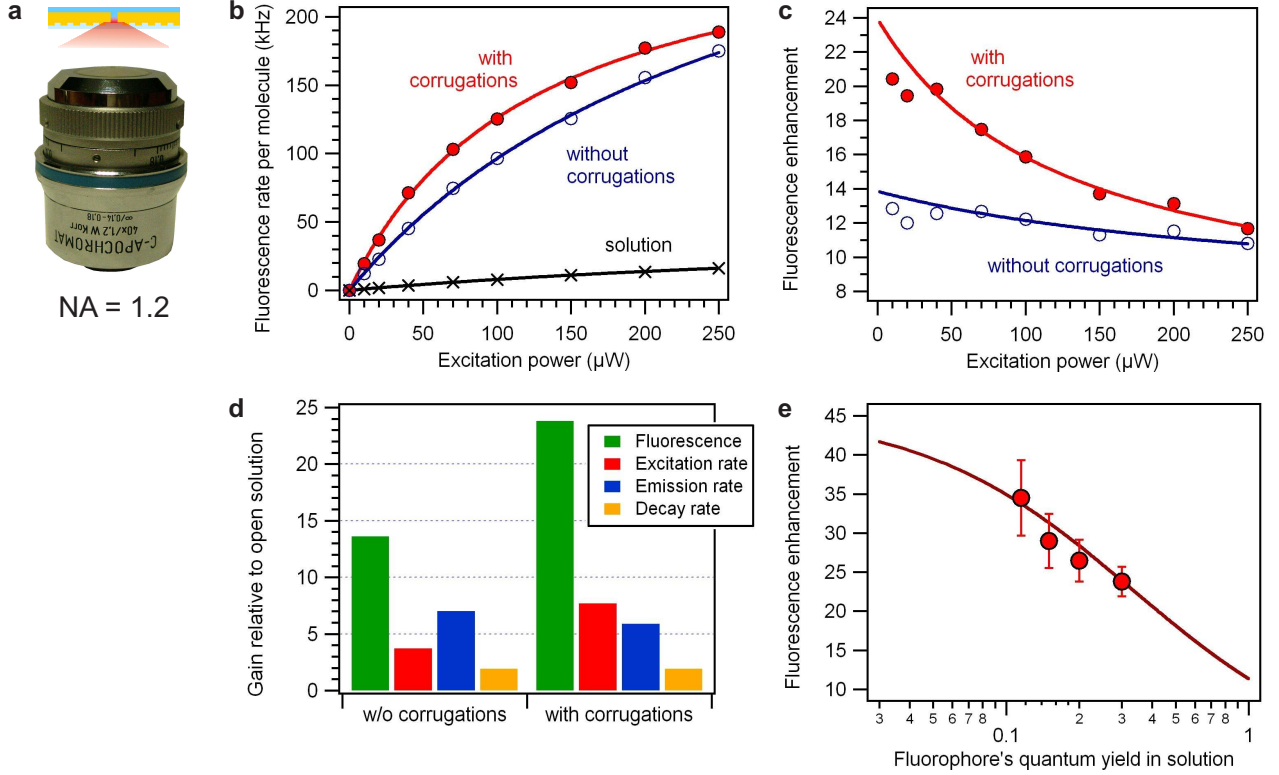 a
C-APOCHROMAT
40x/1.2 W Korr
∞/0.14-0.18
NA = 1.2
b
Fluorescence rate per molecule (kHz)
200
150
100
50
0
with
corrugations
without
corrugations
solution
0 50 100 150 200 250
Excitation power (µW)
c
Fluorescence enhancement
24
22
20
18
16
14
12
10
8
with
corrugations
without corrugations
0 50 100 150 200 250
Excitation power (µW)
d
Gain relative to open solution
25
20
15
10
5
0
Fluorescence
Excitation rate
Emission rate
Decay rate
w/o corrugations with corrugations
e
Fluorescence enhancement
45
40
35
30
25
20
15
10
3 4 5 6 7 8 2 3 4 5 6 7 8
0.1 1
Fluorophore's quantum yield in solution